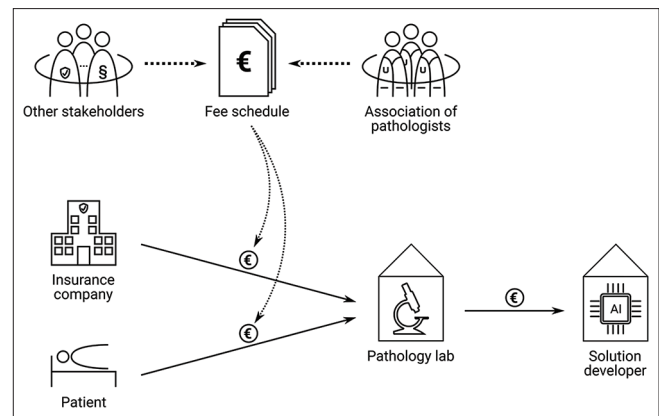 §
€
Other stakeholders
Fee schedule
Association of
pathologists
€
Insurance
company
€
€
AI
Pathology lab
Solution
developer
Patient